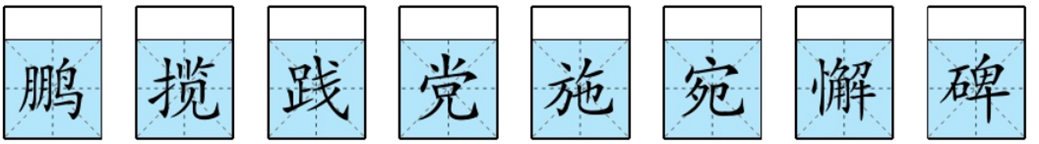 鹏 揽 践 党 施 宛 懈 碑